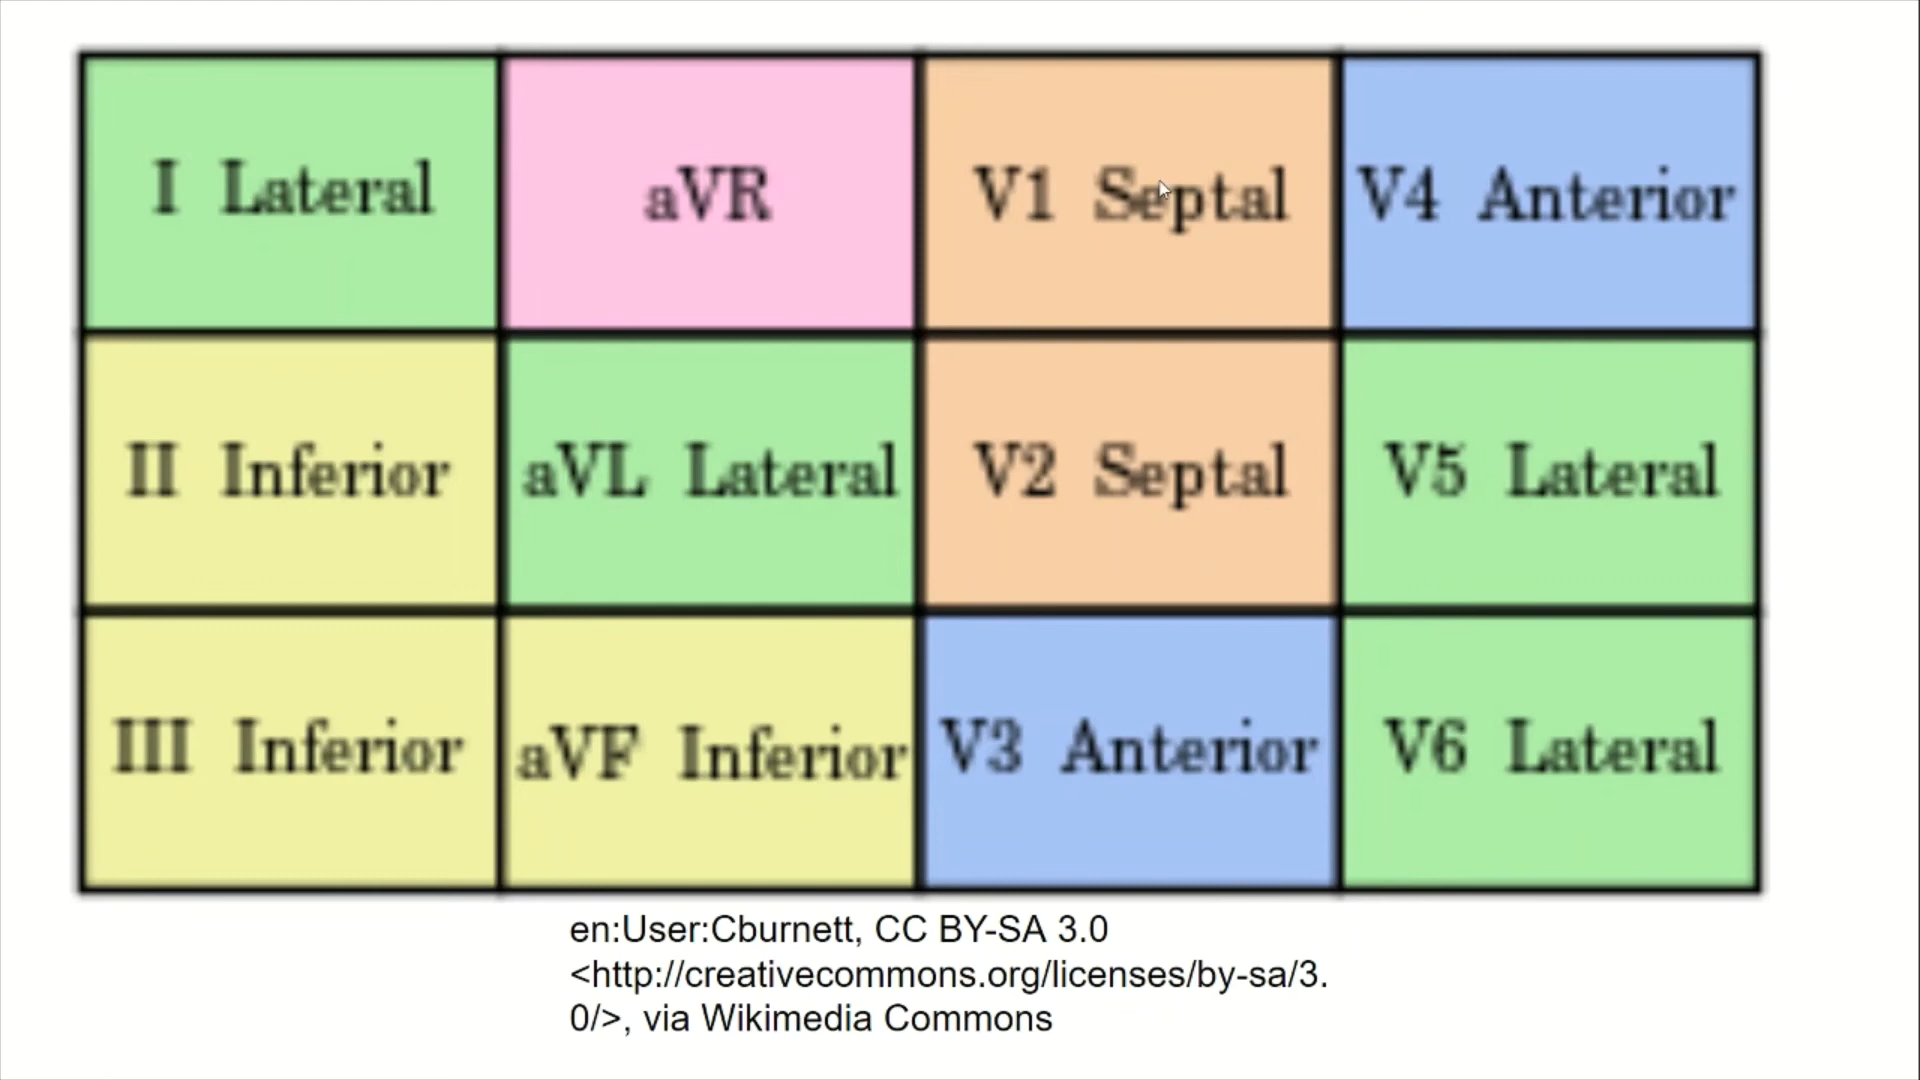 I Lateral aVR V1 Septal V4 Anterior
II Inferior aVL Lateral V2 Septal V5 Lateral
III Inferior aVF Inferior V3 Anterior V6 Lateral
en:User:Cburnett, CC BY-SA 3.0
<http://creativecommons.org/licenses/by-sa/3.
0/>, via Wikimedia Commons